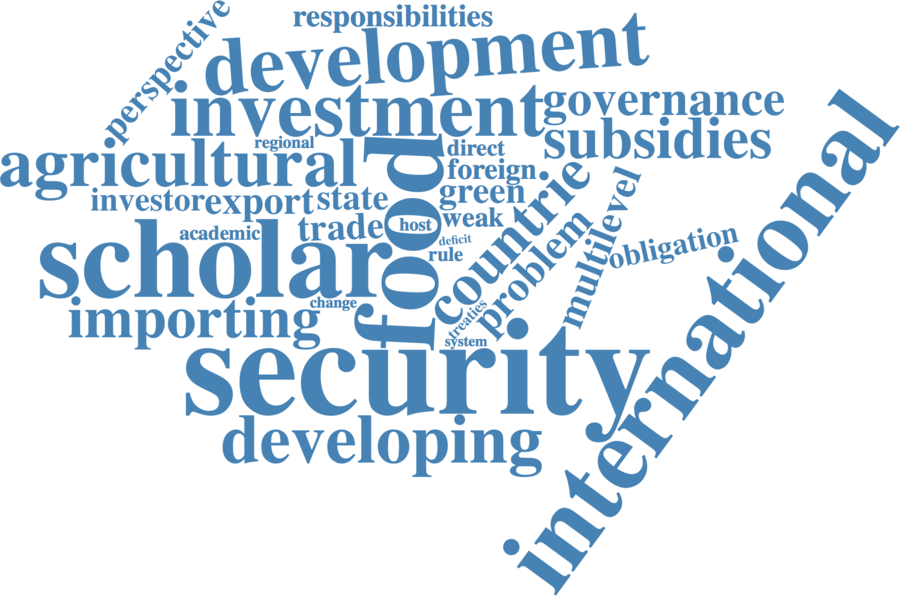 responsibilities
perspective
development
investment
governance
subsidies
regional
direct
agricultural
foreign
food
green
investor
export
state
countrie
multilevel
international
trade
host
weak
problem
academic
scholar
deficit
rule
obligation
change
importing
treaties
system
security
developing